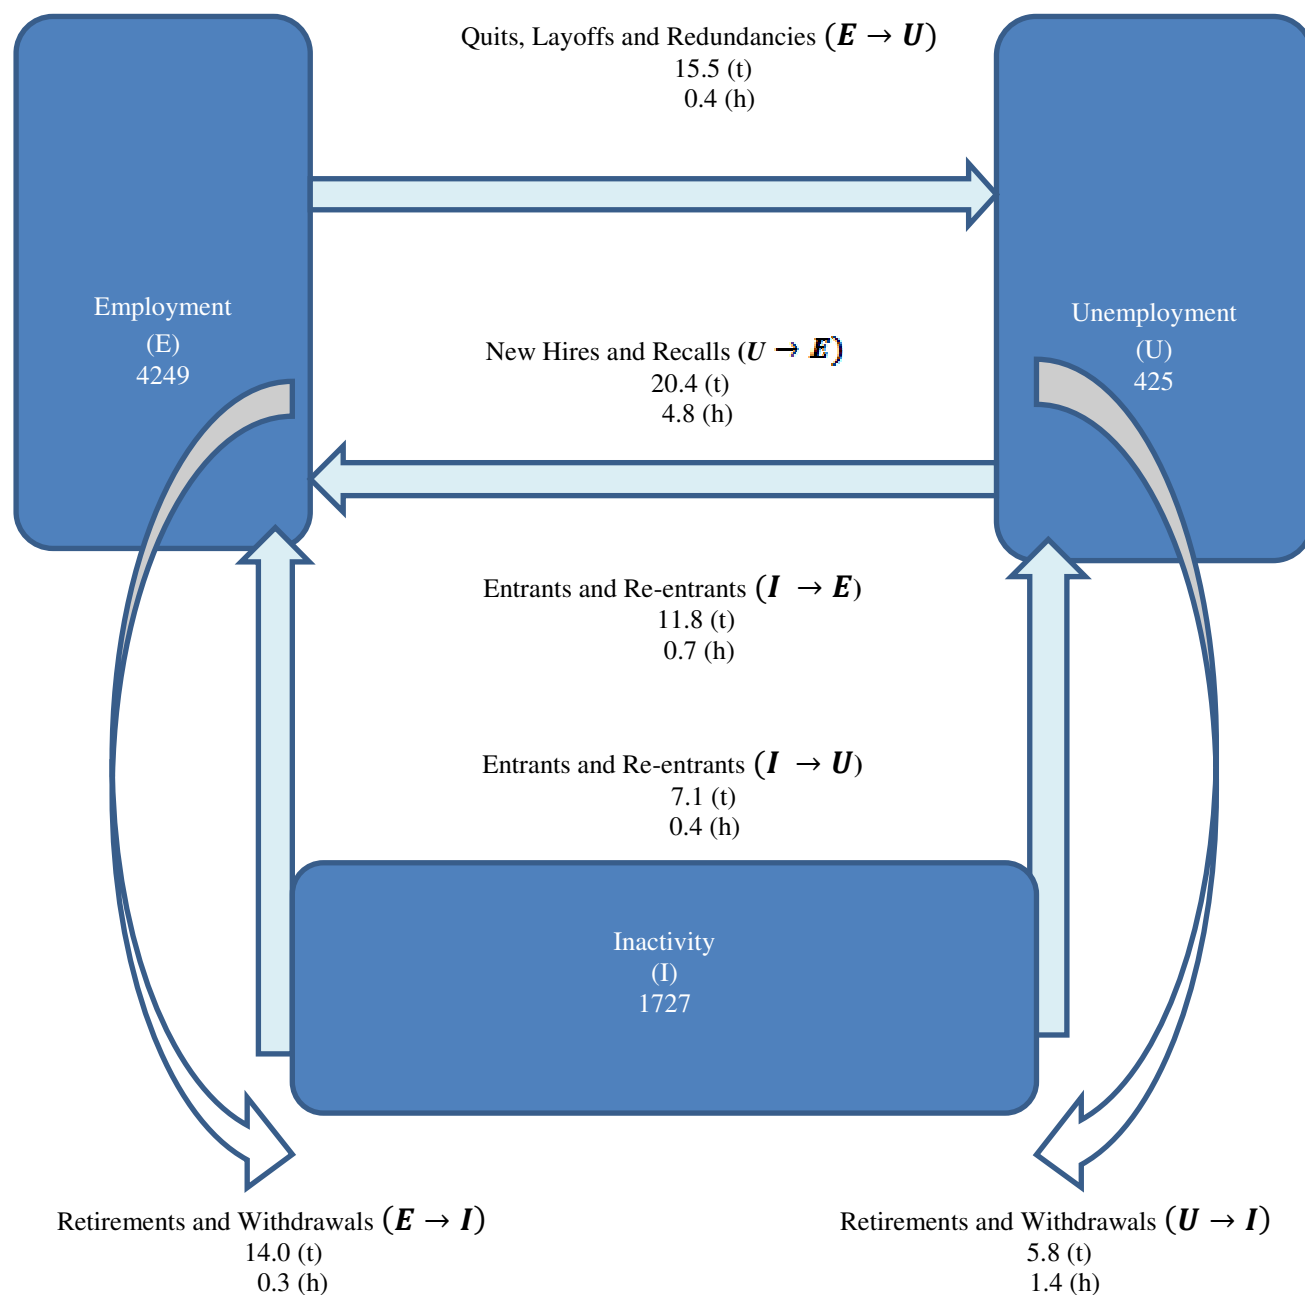 Quits, Layoffs and Redundancies (E → U)
15.5 (t)
0.4 (h)
Employment
(E)
4249
Unemployment
(U)
425
New Hires and Recalls (U → E)
20.4 (t)
4.8 (h)
Entrants and Re-entrants (I → E)
11.8 (t)
0.7 (h)
Entrants and Re-entrants (I → U)
7.1 (t)
0.4 (h)
Inactivity
(I)
1727
Retirements and Withdrawals (E → I)
14.0 (t)
0.3 (h)
Retirements and Withdrawals (U → I)
5.8 (t)
1.4 (h)